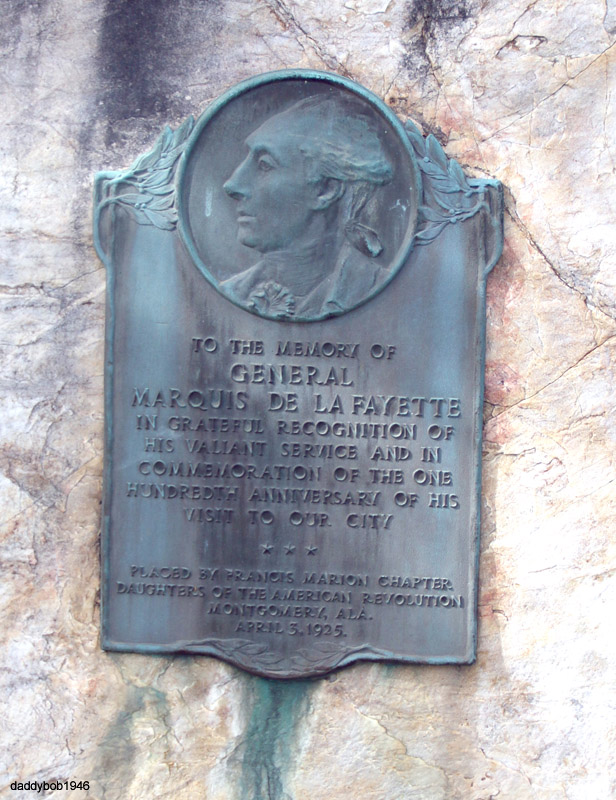 TO THE MEMORY OF
GENERAL
MARQUIS DE LA FAYETTE
IN GRATEFUL RECOGNITION OF
HIS VALIANT SERVICE AND IN
COMMEMORATION OF THE ONE
HUNDREDTH ANNIVERSARY OF HIS
VISIT TO OUR CITY
* * *
PLACED BY FRANCIS MARION CHAPTER
DAUGHTERS OF THE AMERICAN REVOLUTION
MONTGOMERY, ALA.
APRIL 3, 1925.
daddybob1946